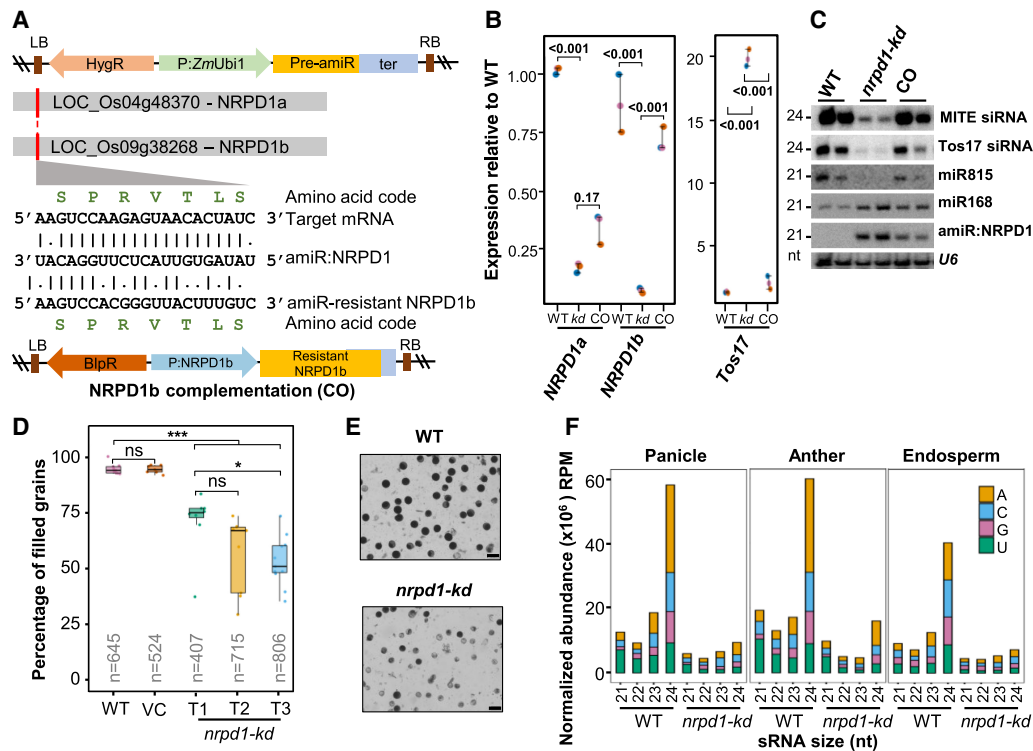 A
LB
RB
HygR
P:ZmUbi1
Pre-amiR
ter
LOC_Os04g48370 - NRPD1a
LOC_Os09g38268 – NRPD1b
S P R V T L S
Amino acid code
5' AAGUCCAAGAGUAACACUAUC 3' Target mRNA
3' UACAGGUUCUCAUUGUGAUAU 5' amiR:NRPD1
5' AAGUCCACGGGUUACUUUGUC 3' amiR-resistant NRPD1b
S P R V T L S
Amino acid code
LB
RB
BlpR
P:NRPD1b
Resistant NRPD1b
NRPD1b complementation (CO)
B
Expression relative to WT
1.00
0.75
0.50
0.25
<0.001
<0.001
<0.001
0.17
WT kd CO
WT kd CO
NRPD1a
NRPD1b
20
15
10
5
<0.001
<0.001
WT kd CO
Tos17
C
WT
nrpd1-kd
CO
24
MITE siRNA
24
Tos17 siRNA
21
miR815
21
miR168
21
amiR:NRPD1
nt
U6
D
Percentage of filled grains
100
75
50
25
0
***
ns
*
ns
n=645
n=524
n=407
n=715
n=806
WT
VC
T1
T2
T3
nrpd1-kd
E
WT
nrpd1-kd
F
Normalized abundance (x10⁶) RPM
60
40
20
0
Panicle
Anther
Endosperm
A
C
G
U
21 22 23 24 21 22 23 24
21 22 23 24 21 22 23 24
21 22 23 24 21 22 23 24
WT nrpd1-kd
WT nrpd1-kd
WT nrpd1-kd
sRNA size (nt)